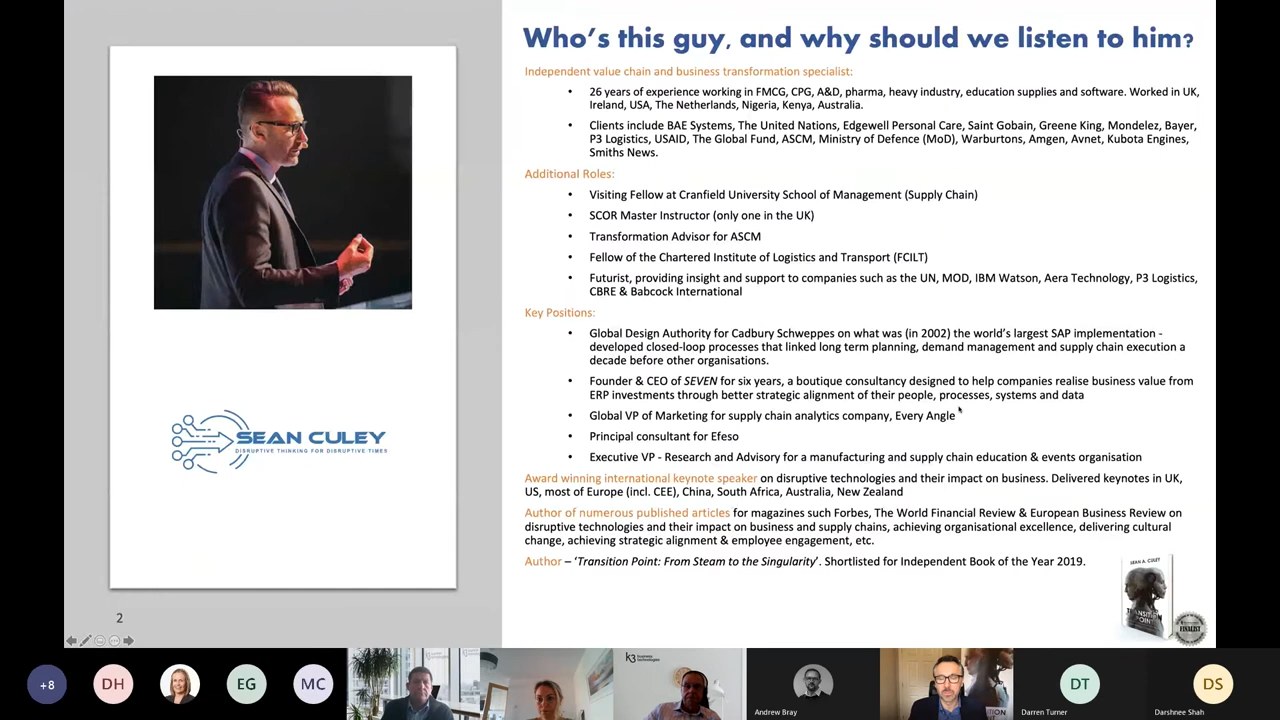 Who's this guy, and why should we listen to him?
Independent value chain and business transformation specialist:
• 26 years of experience working in FMCG, CPG, A&D, pharma, heavy industry, education supplies and software. Worked in UK,
Ireland, USA, The Netherlands, Nigeria, Kenya, Australia.
• Clients include BAE Systems, The United Nations, Edgewell Personal Care, Saint Gobain, Greene King, Mondelez, Bayer,
P3 Logistics, USAID, The Global Fund, ASCM, Ministry of Defence (MoD), Warburtons, Amgen, Avnet, Kubota Engines,
Smiths News.
Additional Roles:
• Visiting Fellow at Cranfield University School of Management (Supply Chain)
• SCOR Master Instructor (only one in the UK)
• Transformation Advisor for ASCM
• Fellow of the Chartered Institute of Logistics and Transport (FCILT)
• Futurist, providing insight and support to companies such as the UN, MOD, IBM Watson, Aera Technology, P3 Logistics,
CBRE & Babcock International
Key Positions:
• Global Design Authority for Cadbury Schweppes on what was (in 2002) the world's largest SAP implementation -
developed closed-loop processes that linked long term planning, demand management and supply chain execution a
decade before other organisations.
• Founder & CEO of SEVEN for six years, a boutique consultancy designed to help companies realise business value from
ERP investments through better strategic alignment of their people, processes, systems and data
• Global VP of Marketing for supply chain analytics company, Every Angle
• Principal consultant for Efeso
• Executive VP - Research and Advisory for a manufacturing and supply chain education & events organisation
Award winning international keynote speaker on disruptive technologies and their impact on business. Delivered keynotes in UK,
US, most of Europe (incl. CEE), China, South Africa, Australia, New Zealand
Author of numerous published articles for magazines such Forbes, The World Financial Review & European Business Review on
disruptive technologies and their impact on business and supply chains, achieving organisational excellence, delivering cultural
change, achieving strategic alignment & employee engagement, etc.
Author – 'Transition Point: From Steam to the Singularity'. Shortlisted for Independent Book of the Year 2019.
SEAN CULEY
DISRUPTIVE THINKING FOR DISRUPTIVE TIMES
SEAN A. CULEY
TRANSITION
POINT
FINALIST
2
+8
DH
EG
MC
k3 business
technologies
Andrew Bray
DT
Darren Turner
DS
Darshnee Shah